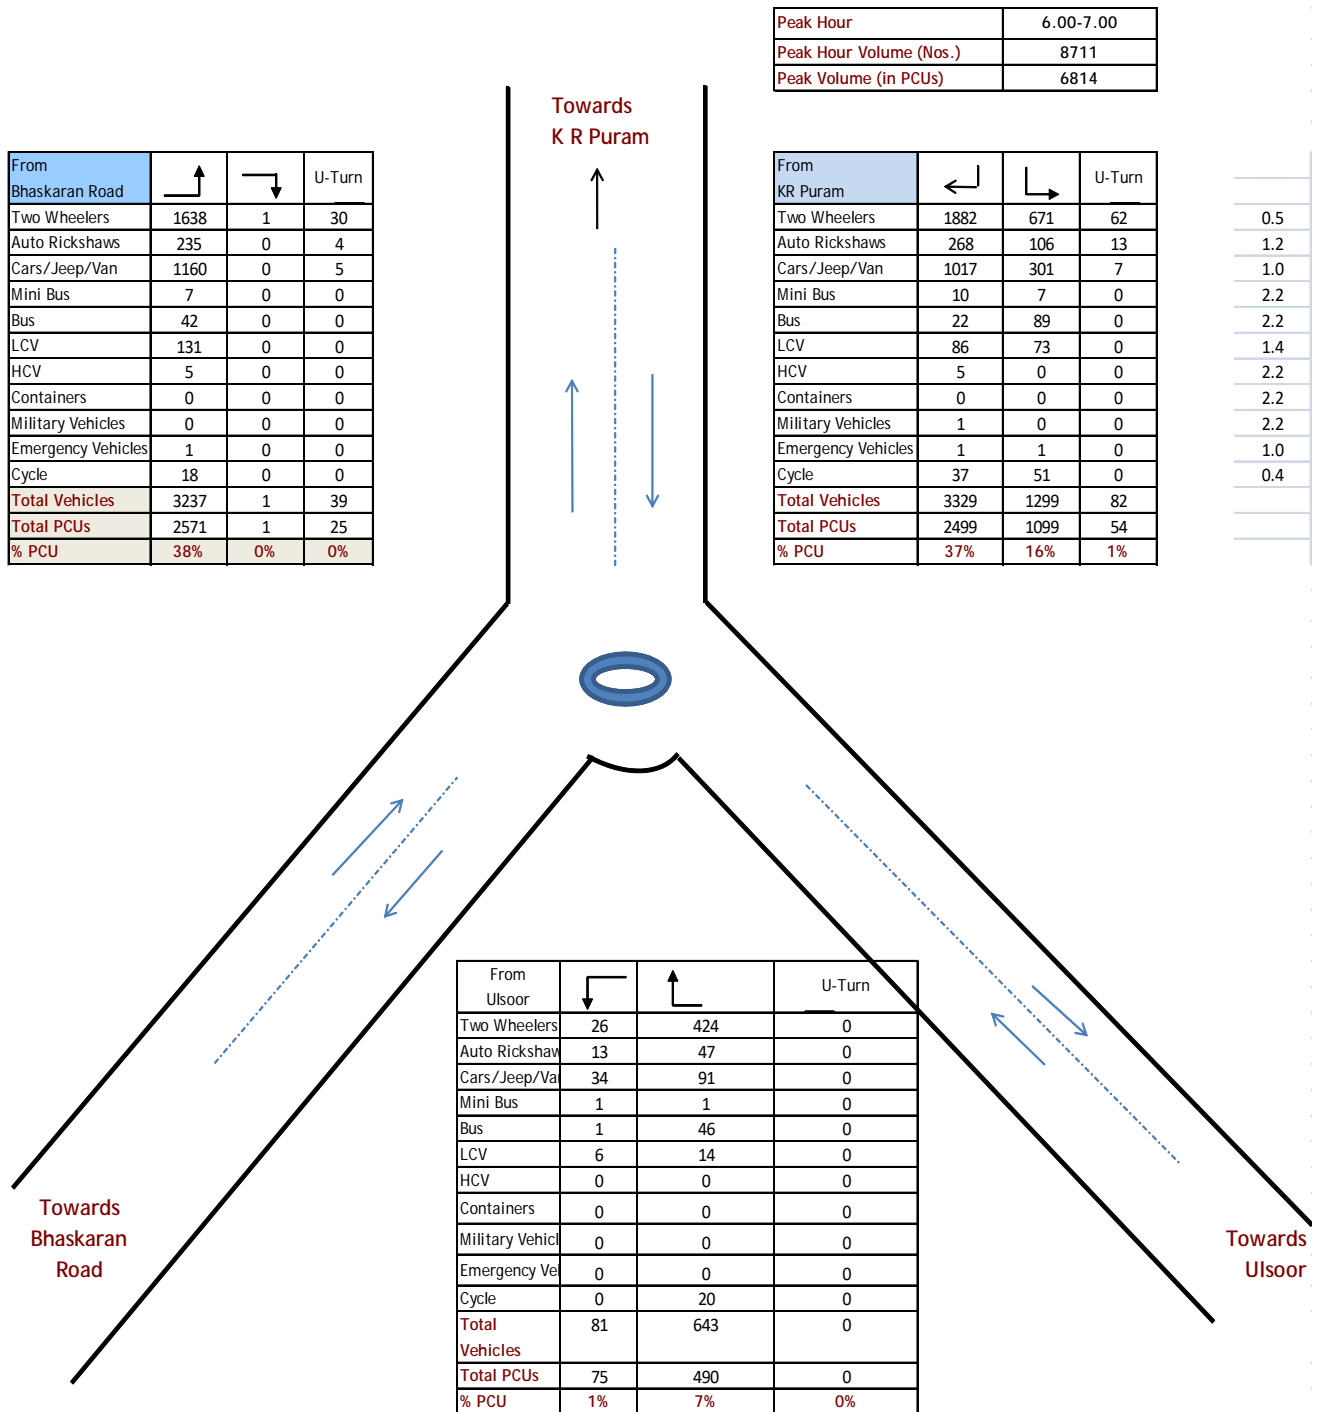 Peak Hour 6.00-7.00
Peak Hour Volume (Nos.) 8711
Peak Volume (in PCUs) 6814
Towards
K R Puram
From
Bhaskaran Road U-Turn
Two Wheelers 1638 1 30
Auto Rickshaws 235 0 4
Cars/Jeep/Van 1160 0 5
Mini Bus 7 0 0
Bus 42 0 0
LCV 131 0 0
HCV 5 0 0
Containers 0 0 0
Military Vehicles 0 0 0
Emergency Vehicles 1 0 0
Cycle 18 0 0
Total Vehicles 3237 1 39
Total PCUs 2571 1 25
% PCU 38% 0% 0%
From
KR Puram U-Turn
Two Wheelers 1882 671 62
Auto Rickshaws 268 106 13
Cars/Jeep/Van 1017 301 7
Mini Bus 10 7 0
Bus 22 89 0
LCV 86 73 0
HCV 5 0 0
Containers 0 0 0
Military Vehicles 1 0 0
Emergency Vehicles 1 1 0
Cycle 37 51 0
Total Vehicles 3329 1299 82
Total PCUs 2499 1099 54
% PCU 37% 16% 1%
0.5
1.2
1.0
2.2
2.2
1.4
2.2
2.2
2.2
1.0
0.4
From
Ulsoor U-Turn
Two Wheelers 26 424 0
Auto Rickshaw 13 47 0
Cars/Jeep/Va 34 91 0
Mini Bus 1 1 0
Bus 1 46 0
LCV 6 14 0
HCV 0 0 0
Containers 0 0 0
Military Vehicl 0 0 0
Emergency Vel 0 0 0
Cycle 0 20 0
Total
Vehicles 81 643 0
Total PCUs 75 490 0
% PCU 1% 7% 0%
Towards
Bhaskaran
Road
Towards
Ulsoor